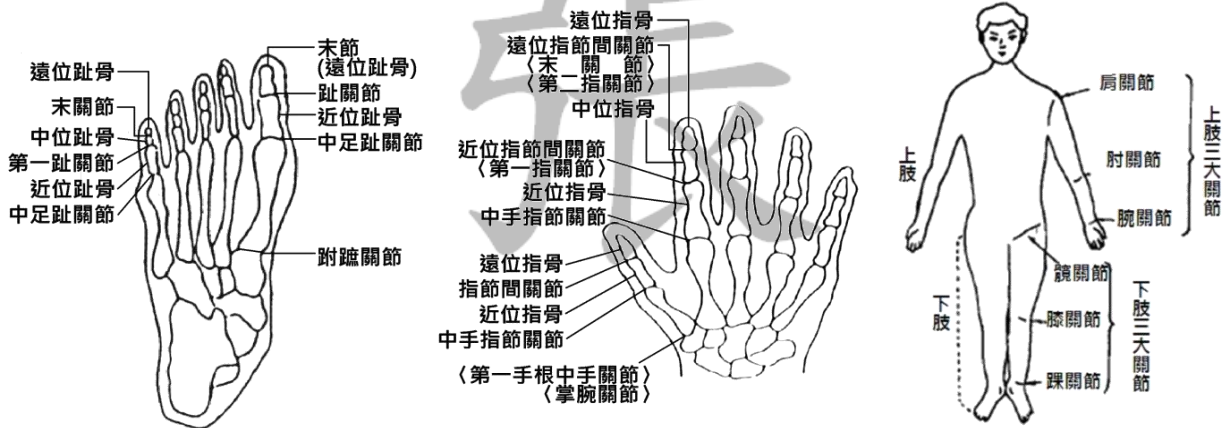 遠位趾骨
末關節
中位趾骨
第一趾關節
近位趾骨
中足趾關節
末節
(遠位趾骨)
趾關節
近位趾骨
中足趾關節
跗蹠關節
張
遠位指骨
遠位指節間關節
〈末關節〉
〈第二指關節〉
中位指骨
近位指節間關節
〈第一指關節〉
近位指骨
中手指節關節
遠位指骨
指節間關節
近位指骨
中手指節關節
〈第一手根中手關節〉
〈掌腕關節〉
上肢
下肢
肩關節
肘關節
腕關節
上肢三大關節
髖關節
膝關節
踝關節
下肢三大關節